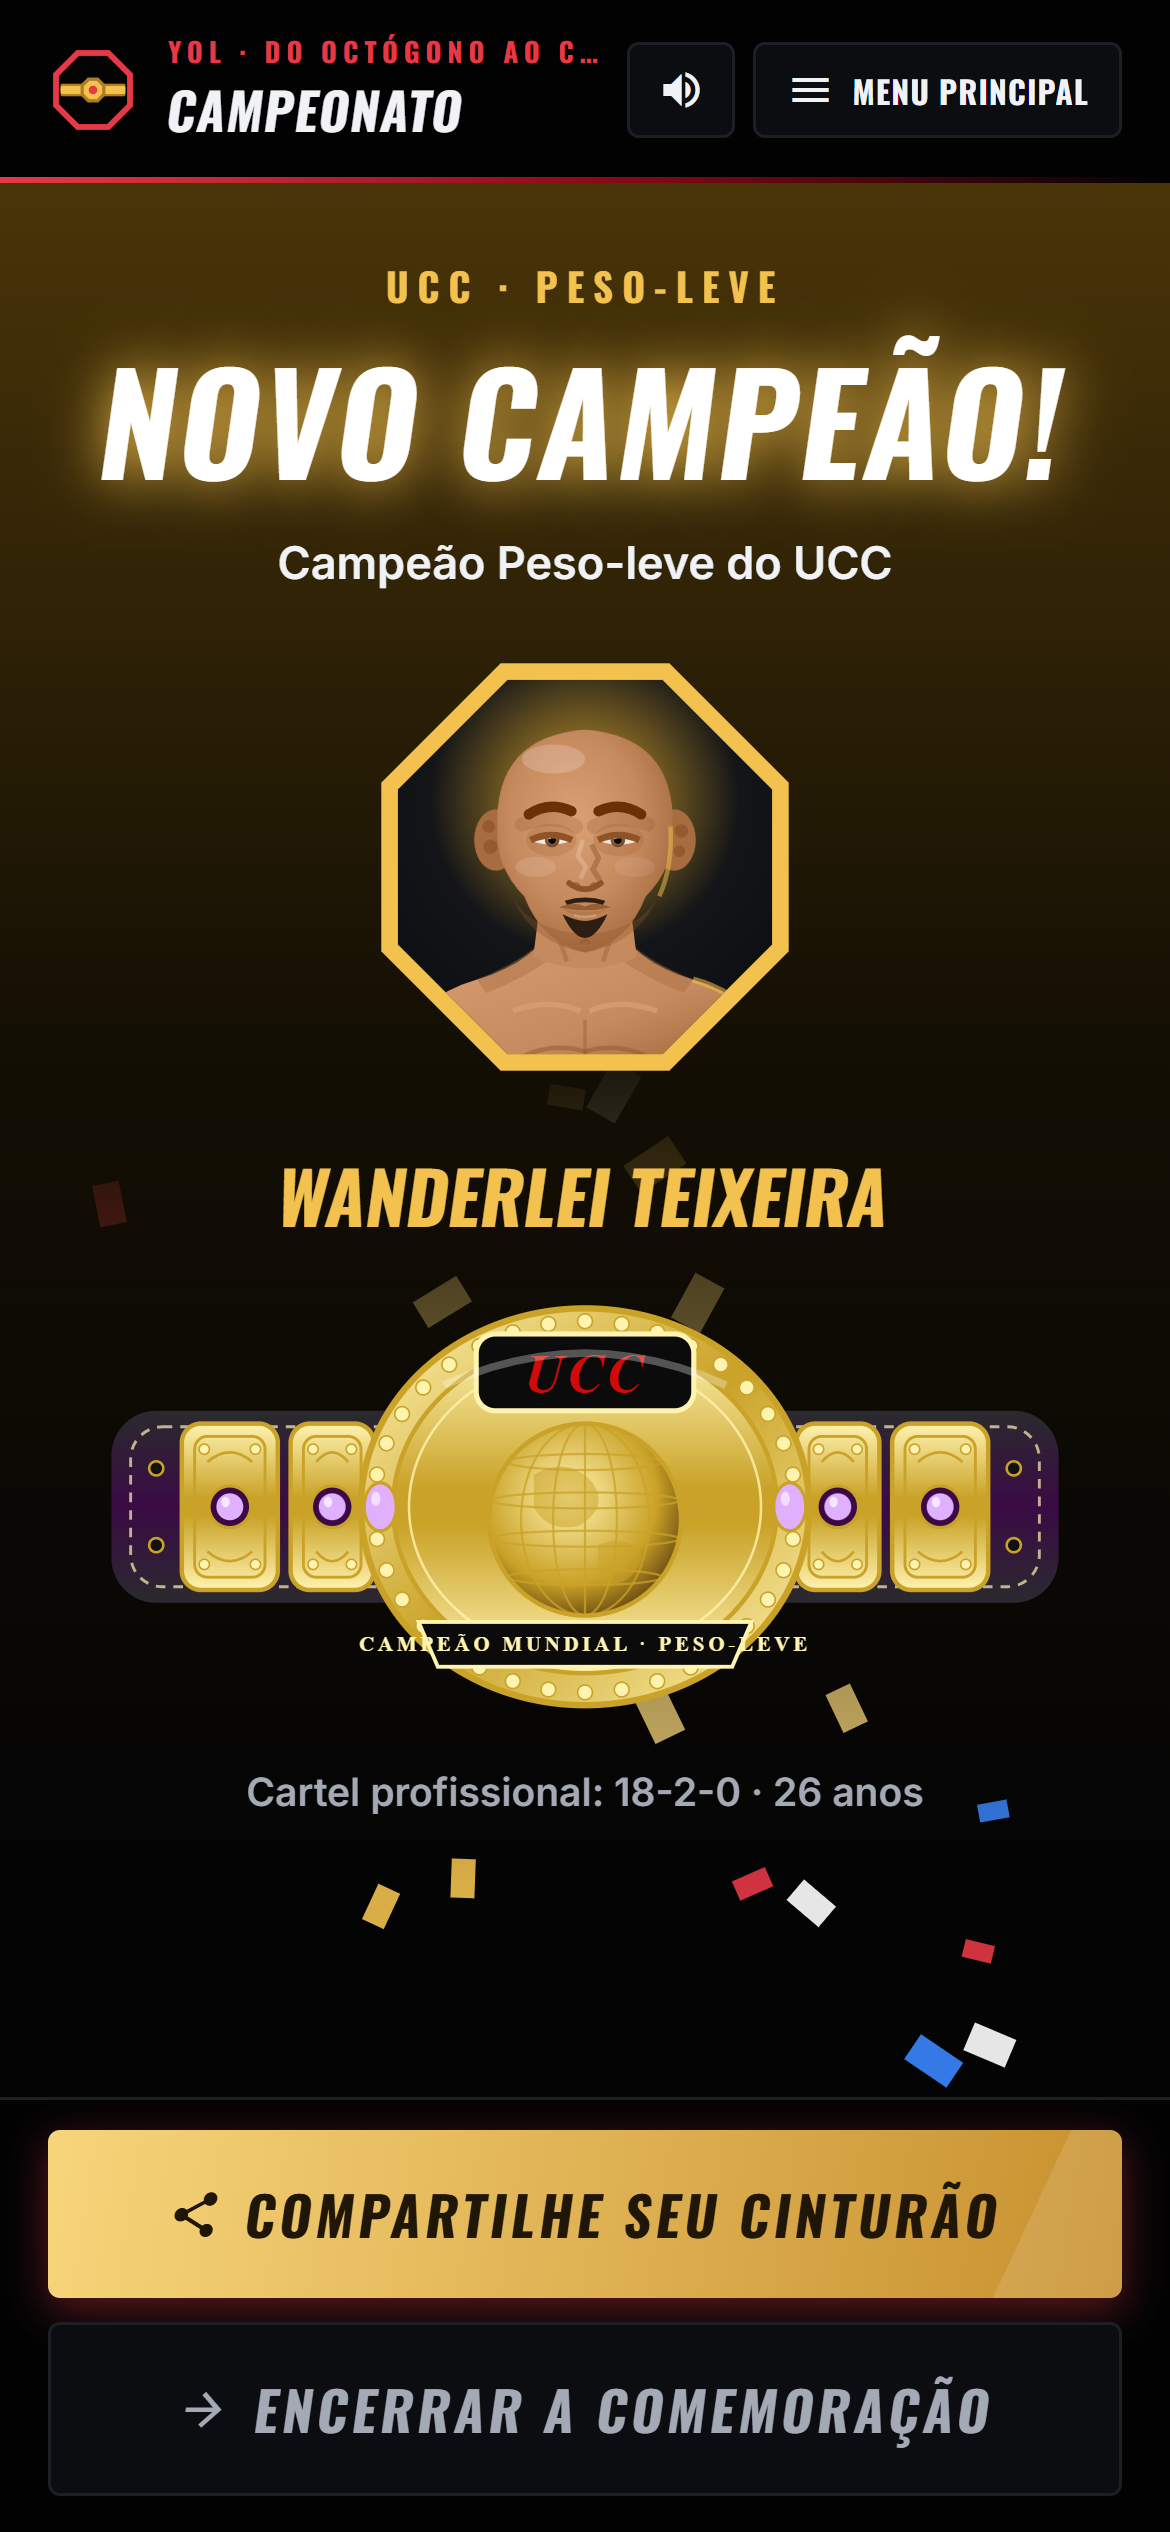 YOL · DO OCTÓGONO AO C...
CAMPEONATO
MENU PRINCIPAL
UCC · PESO-LEVE
NOVO CAMPEÃO!
Campeão Peso-leve do UCC
WANDERLEI TEIXEIRA
UCC
CAMPEÃO MUNDIAL · PESO-LEVE
Cartel profissional: 18-2-0 · 26 anos
COMPARTILHE SEU CINTURÃO
ENCERRAR A COMEMORAÇÃO